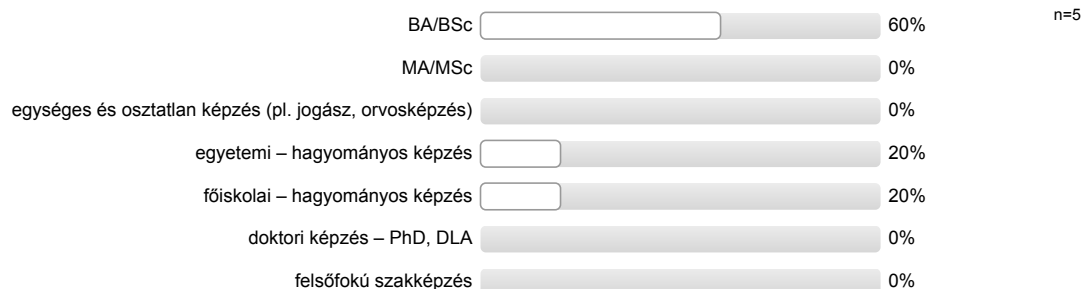 BA/BSc 60% n=5
MA/MSc 0%
egységes és osztatlan képzés (pl. jogász, orvosképzés) 0%
egyetemi – hagyományos képzés 20%
főiskolai – hagyományos képzés 20%
doktori képzés – PhD, DLA 0%
felsőfokú szakképzés 0%